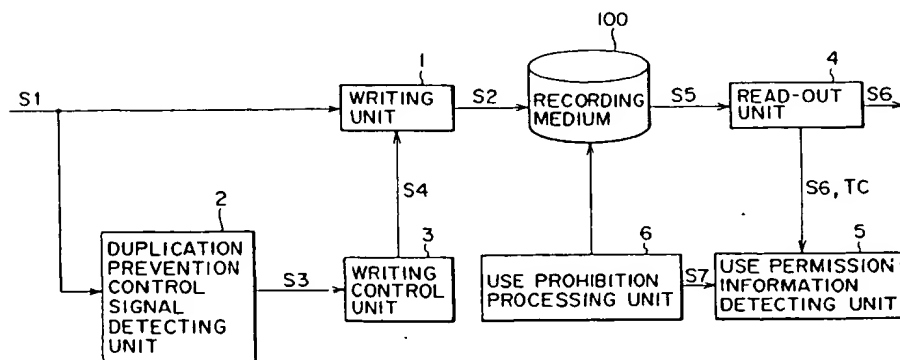 100
1
4
S1
WRITING
UNIT
S2
RECORDING
MEDIUM
S5
READ-OUT
UNIT
S6
S4
S6, TC
2
3
6
5
DUPLICATION
PREVENTION
CONTROL
SIGNAL
DETECTING
UNIT
S3
WRITING
CONTROL
UNIT
USE PROHIBITION
PROCESSING UNIT
S7
USE PERMISSION
INFORMATION
DETECTING UNIT